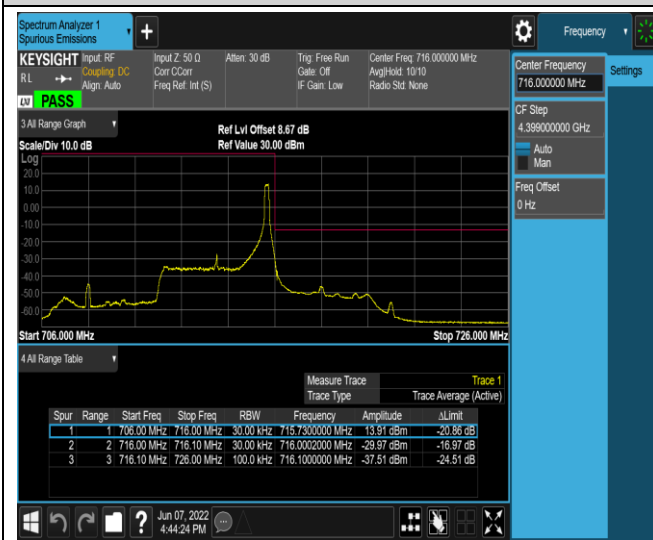 Spectrum Analyzer 1
Spurious Emissions
+
Frequency
KEYSIGHT Input: RF Input Z: 50 Ω Atten: 30 dB Trig: Free Run Center Freq: 716.000000 MHz
RL Coupling: DC Corr CCorr Gate: Off Avg|Hold: 10/10
Align: Auto Freq Ref: Int (S) IF Gain: Low Radio Std: None
LXI PASS
Center Frequency
716.000000 MHz
Settings
CF Step
4.399000000 GHz
Auto
Man
Freq Offset
0 Hz
3 All Range Graph
Ref Lvl Offset 8.67 dB
Scale/Div 10.0 dB Ref Value 30.00 dBm
Log
20.0
10.0
0.00
-10.0
-20.0
-30.0
-40.0
-50.0
-60.0
Start 706.000 MHz Stop 726.000 MHz
4 All Range Table
Measure Trace Trace 1
Trace Type Trace Average (Active)
Spur Range Start Freq Stop Freq RBW Frequency Amplitude ΔLimit
1 1 706.00 MHz 716.00 MHz 30.00 kHz 715.7300000 MHz 13.91 dBm -20.86 dB
2 2 716.00 MHz 716.10 MHz 30.00 kHz 716.0002000 MHz -29.97 dBm -16.97 dB
3 3 716.10 MHz 726.00 MHz 100.0 kHz 716.1000000 MHz -37.51 dBm -24.51 dB
? Jun 07, 2022
4:44:24 PM